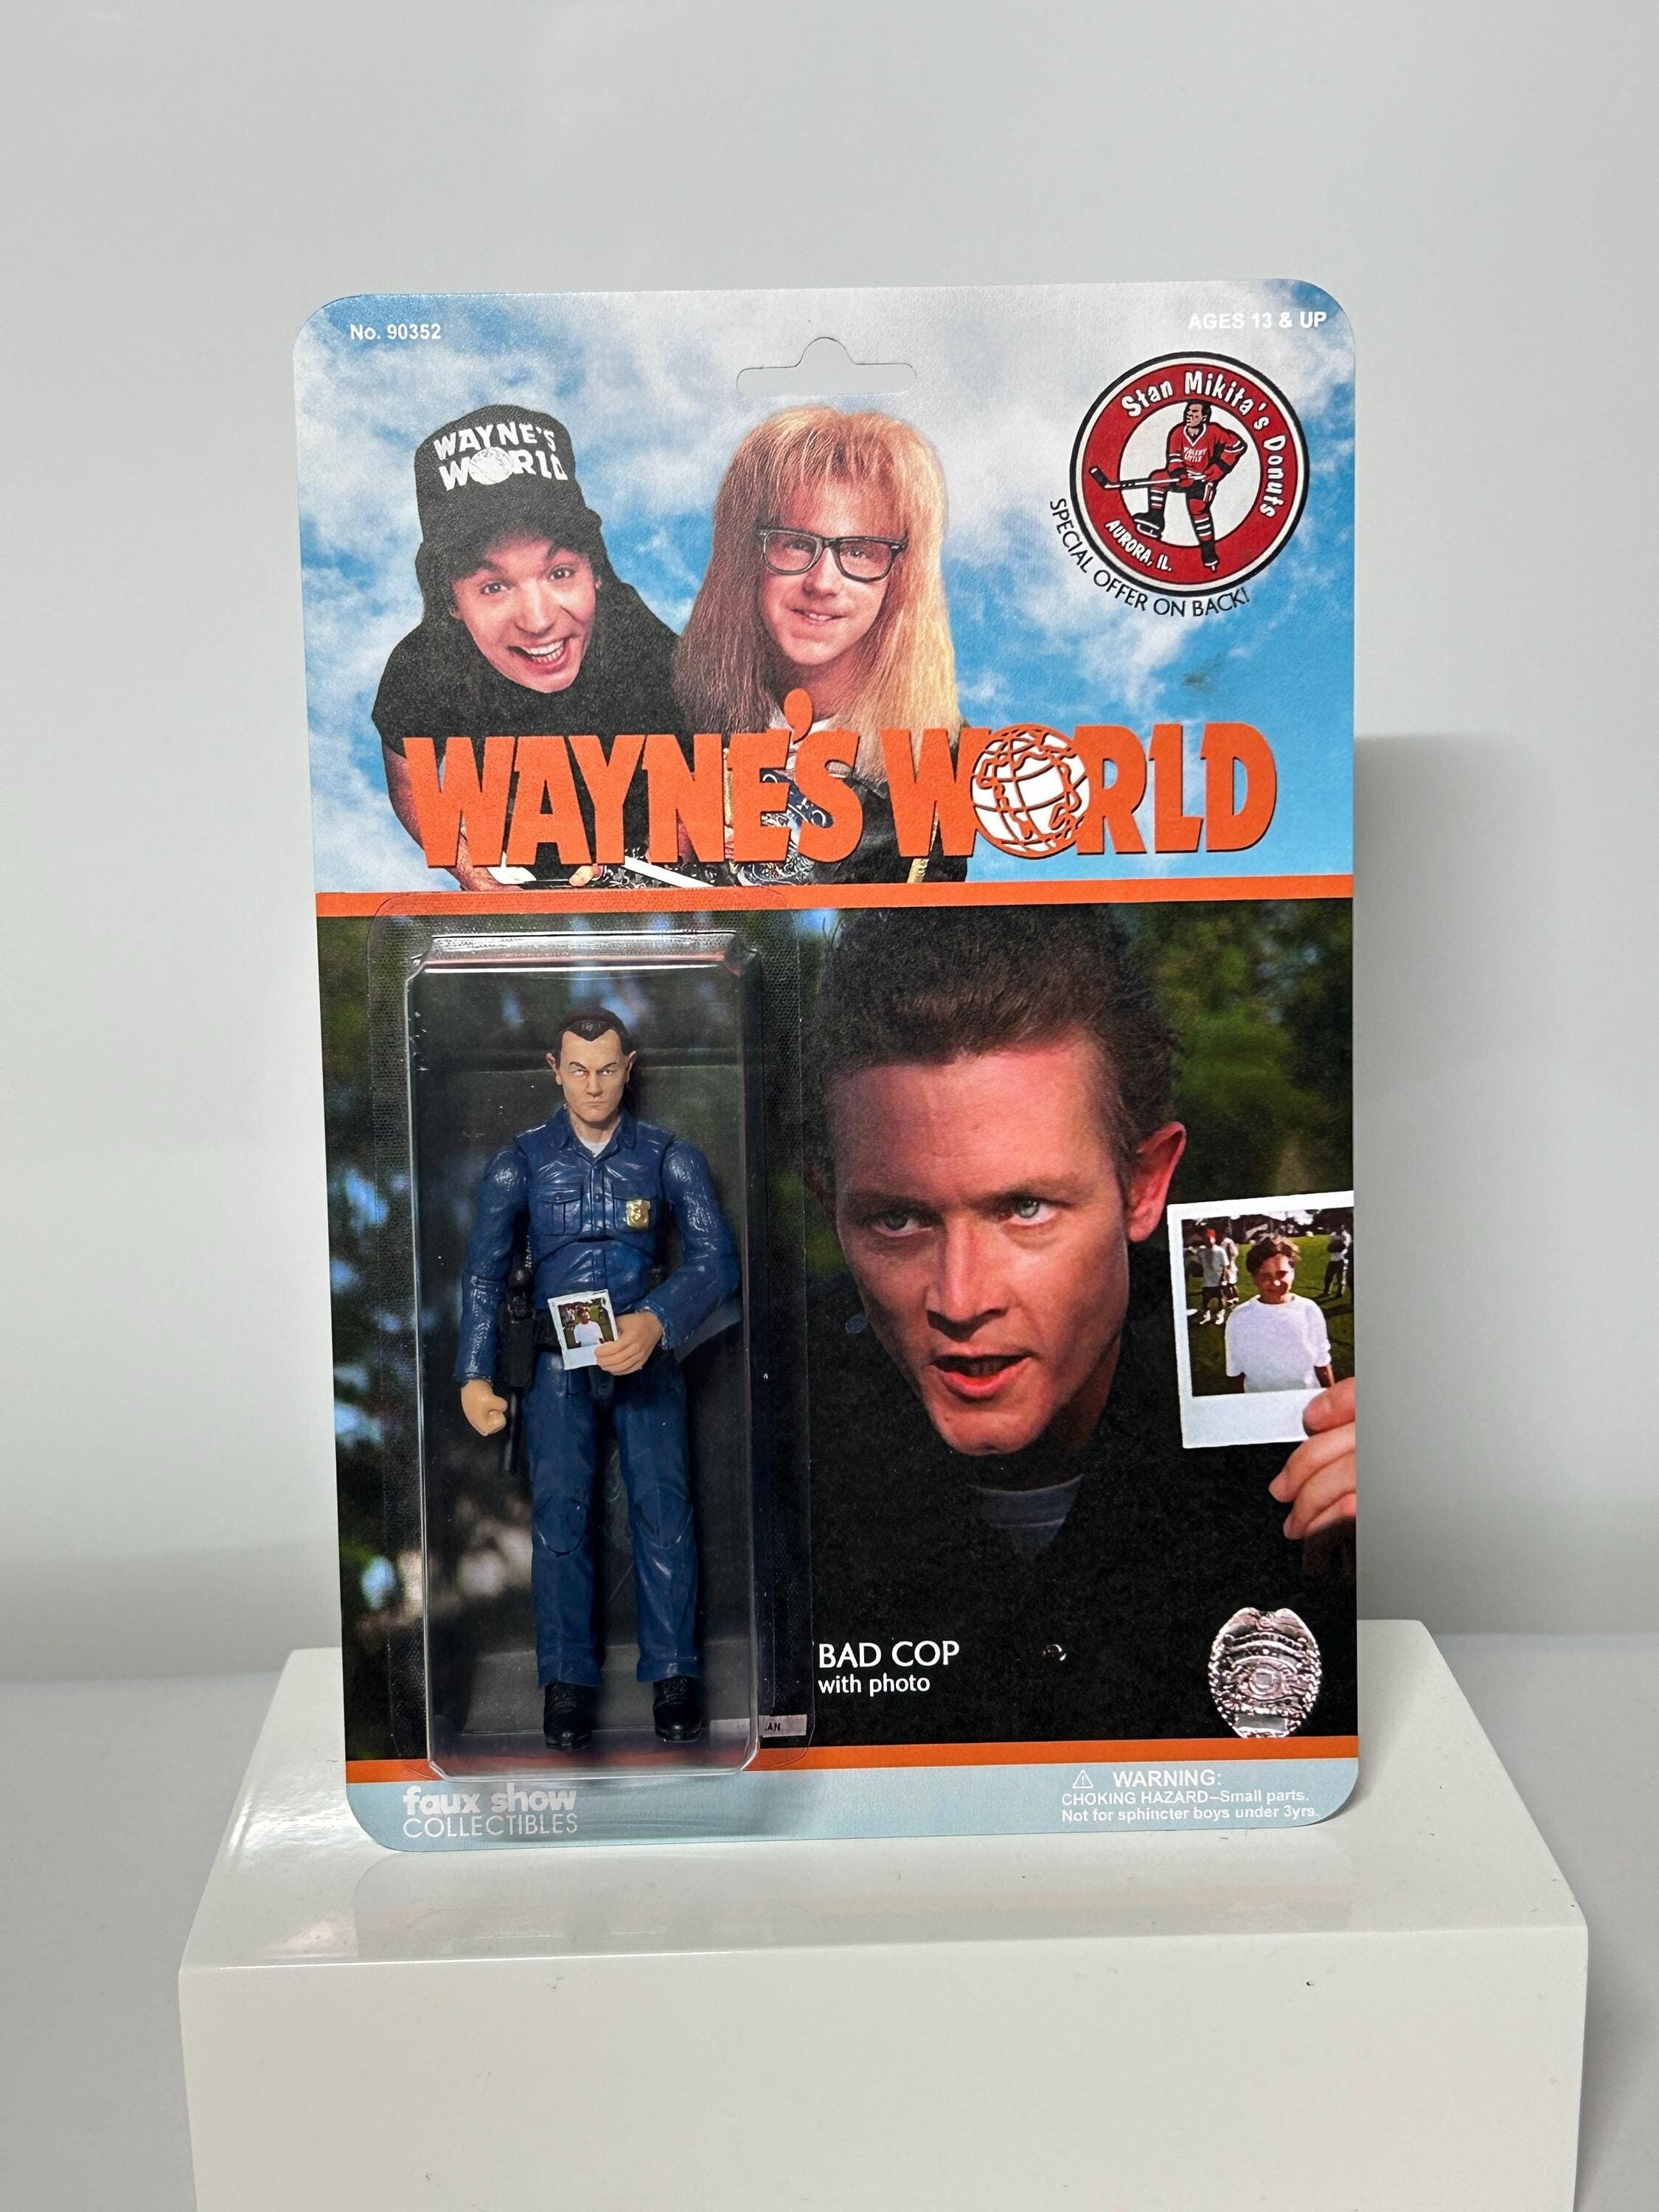 No. 90352
AGES 13 & UP
Stan Mikita's Donuts
AURORA, IL.
SPECIAL OFFER ON BACK!
WAYNE'S
WORLD
WAYNE'S WORLD
BAD COP
with photo
faux show
COLLECTIBLES
WARNING:
CHOKING HAZARD–Small parts.
Not for sphincter boys under 3yrs.